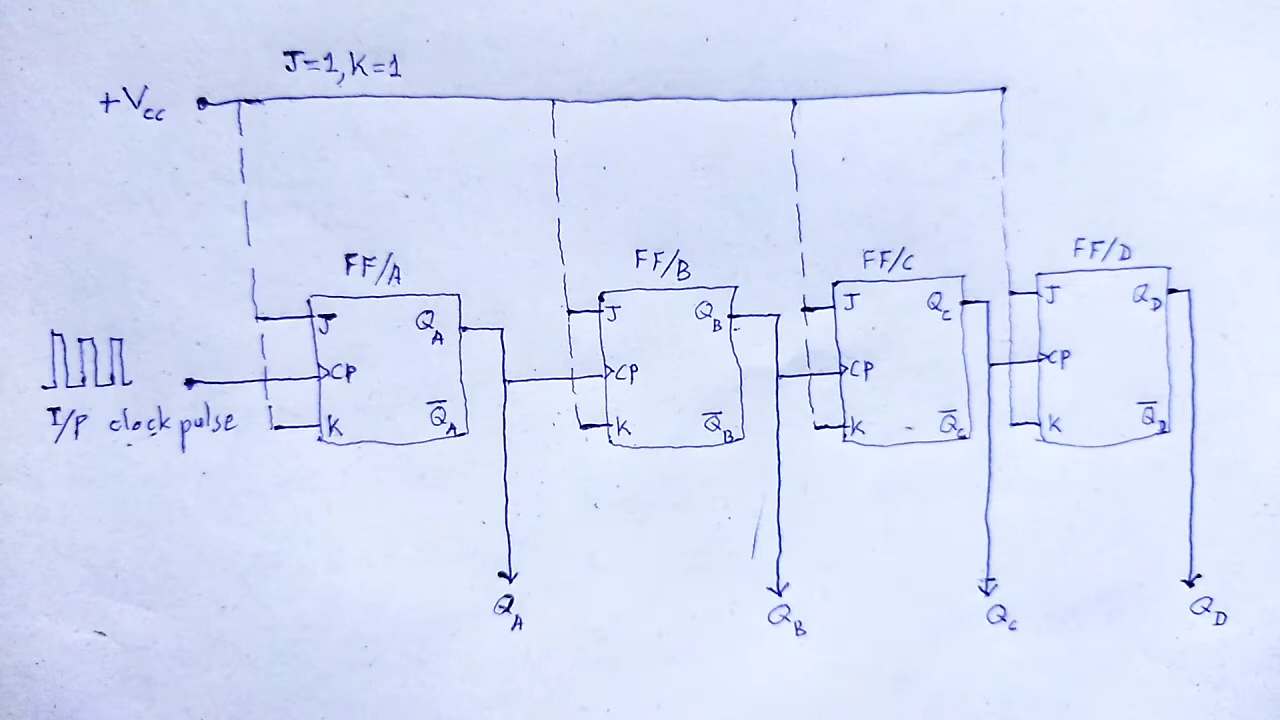 J=1, K=1
+Vcc
FF/A
FF/B
FF/C
FF/D
J
QA
J
QB
J
QC
J
QD
CP
CP
CP
CP
I/P clock pulse
K
Q̅A
K
Q̅B
K
Q̅C
K
Q̅D
QA
QB
QC
QD